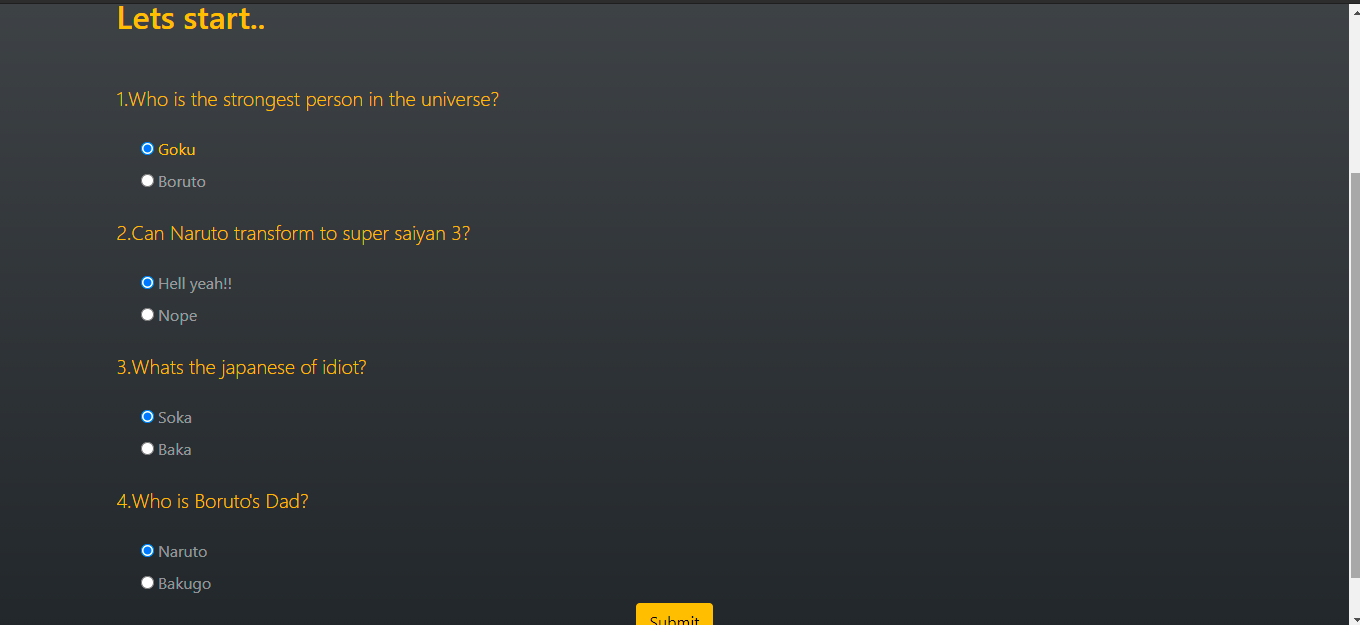 Lets start..
1.Who is the strongest person in the universe?
Goku
Boruto
2.Can Naruto transform to super saiyan 3?
Hell yeah!!
Nope
3.Whats the japanese of idiot?
Soka
Baka
4.Who is Boruto's Dad?
Naruto
Bakugo
Submit